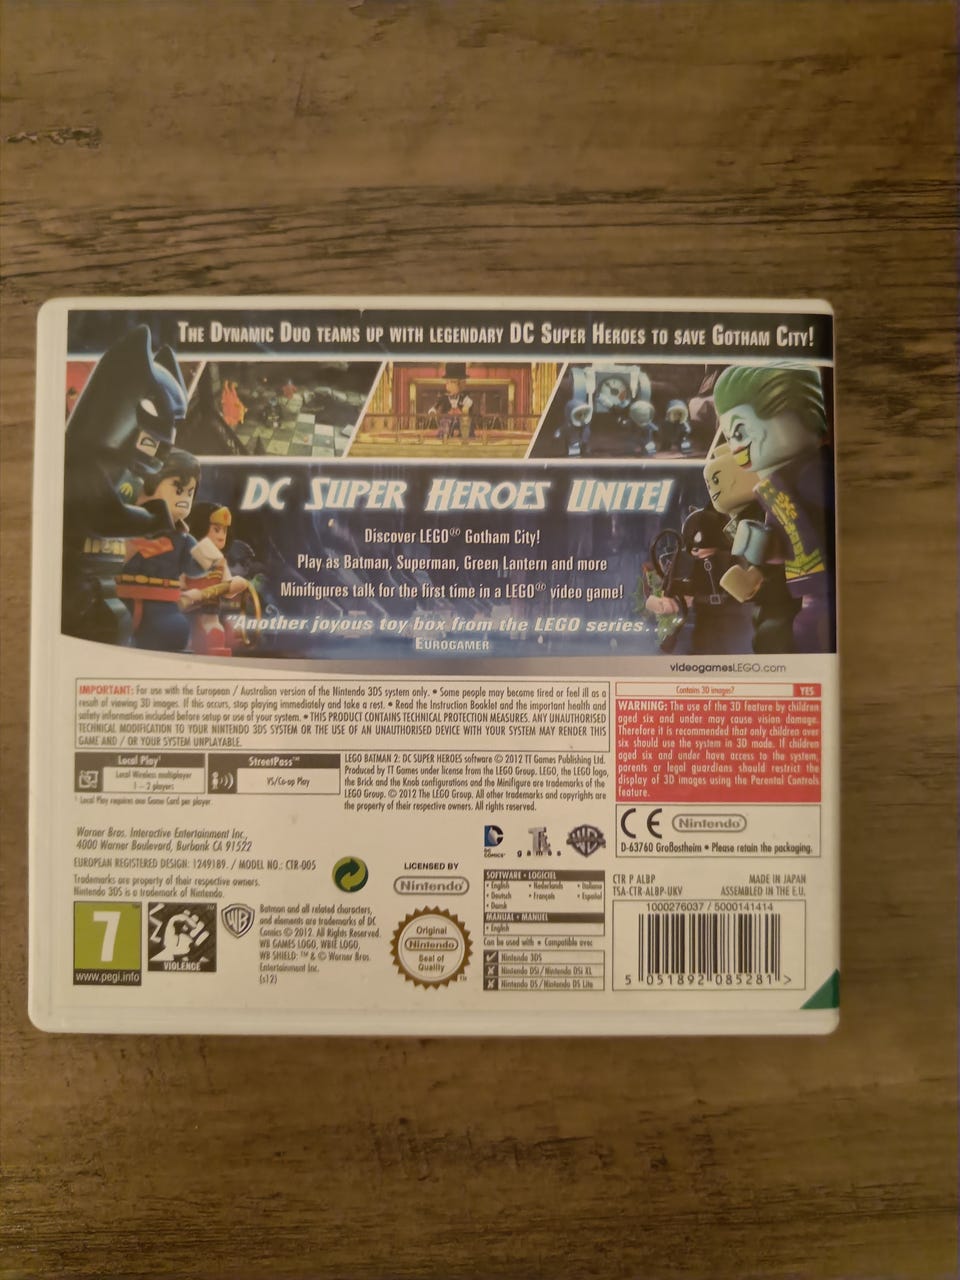 THE DYNAMIC DUO TEAMS UP WITH LEGENDARY DC SUPER HEROES TO SAVE GOTHAM CITY!
DC SUPER HEROES UNITE!
Discover LEGO® Gotham City!
Play as Batman, Superman, Green Lantern and more
Minifigures talk for the first time in a LEGO® video game!
"Another joyous toy box from the LEGO series..."
EUROGAMER
videogamesLEGO.com
IMPORTANT: For use with the European / Australian version of the Nintendo 3DS system only. • Some people may become tired or feel ill as a
result of viewing 3D images. If this occurs, stop playing immediately and take a rest. • Read the Instruction Booklet and the important health and
safety information included before setup or use of your system. • THIS PRODUCT CONTAINS TECHNICAL PROTECTION MEASURES. ANY UNAUTHORISED
TECHNICAL MODIFICATION TO YOUR NINTENDO 3DS SYSTEM OR THE USE OF AN UNAUTHORISED DEVICE WITH YOUR SYSTEM MAY RENDER THIS
GAME AND / OR YOUR SYSTEM UNPLAYABLE.
Contains 3D images? YES
WARNING: The use of the 3D feature by children
aged six and under may cause vision damage.
Therefore it is recommended that only children over
six should use the system in 3D mode. If children
aged six and under have access to the system,
parents or legal guardians should restrict the
display of 3D images using the Parental Controls
feature.
Local Play¹
Local Wireless multiplayer
1 - 2 players
StreetPass™
VS/Co-op Play
¹ Local Play requires one Game Card per player.
LEGO BATMAN 2: DC SUPER HEROES software © 2012 TT Games Publishing Ltd.
Produced by TT Games under license from the LEGO Group. LEGO, the LEGO logo,
the Brick and the Knob configurations and the Minifigure are trademarks of the
LEGO Group. © 2012 The LEGO Group. All other trademarks and copyrights are
the property of their respective owners. All rights reserved.
CE Nintendo
D-63760 Großostheim • Please retain the packaging.
Warner Bros. Interactive Entertainment Inc.,
4000 Warner Boulevard, Burbank CA 91522
EUROPEAN REGISTERED DESIGN: 1249189. / MODEL NO.: CTR-005
Trademarks are property of their respective owners.
Nintendo 3DS is a trademark of Nintendo.
DC COMICS™
games
WB
LICENSED BY
Nintendo®
SOFTWARE • LOGICIEL
• English • Nederlands • Italiano
• Deutsch • Français • Español
• Dansk
MANUAL • MANUEL
• English
Can be used with • Compatible avec
Nintendo 3DS
Nintendo DSi/Nintendo DSi XL
Nintendo DS/Nintendo DS Lite
CTR P ALBP
TSA-CTR-ALBP-UKV
MADE IN JAPAN
ASSEMBLED IN THE E.U.
1000276037 / 5000141414
5 051892 085281 >
7
www.pegi.info
VIOLENCE
WB
Batman and all related characters,
and elements are trademarks of DC
Comics © 2012. All Rights Reserved.
WB GAMES LOGO, WBIE LOGO,
WB SHIELD: ™ & © Warner Bros.
Entertainment Inc.
(s12)
Original
Nintendo
Seal of
Quality